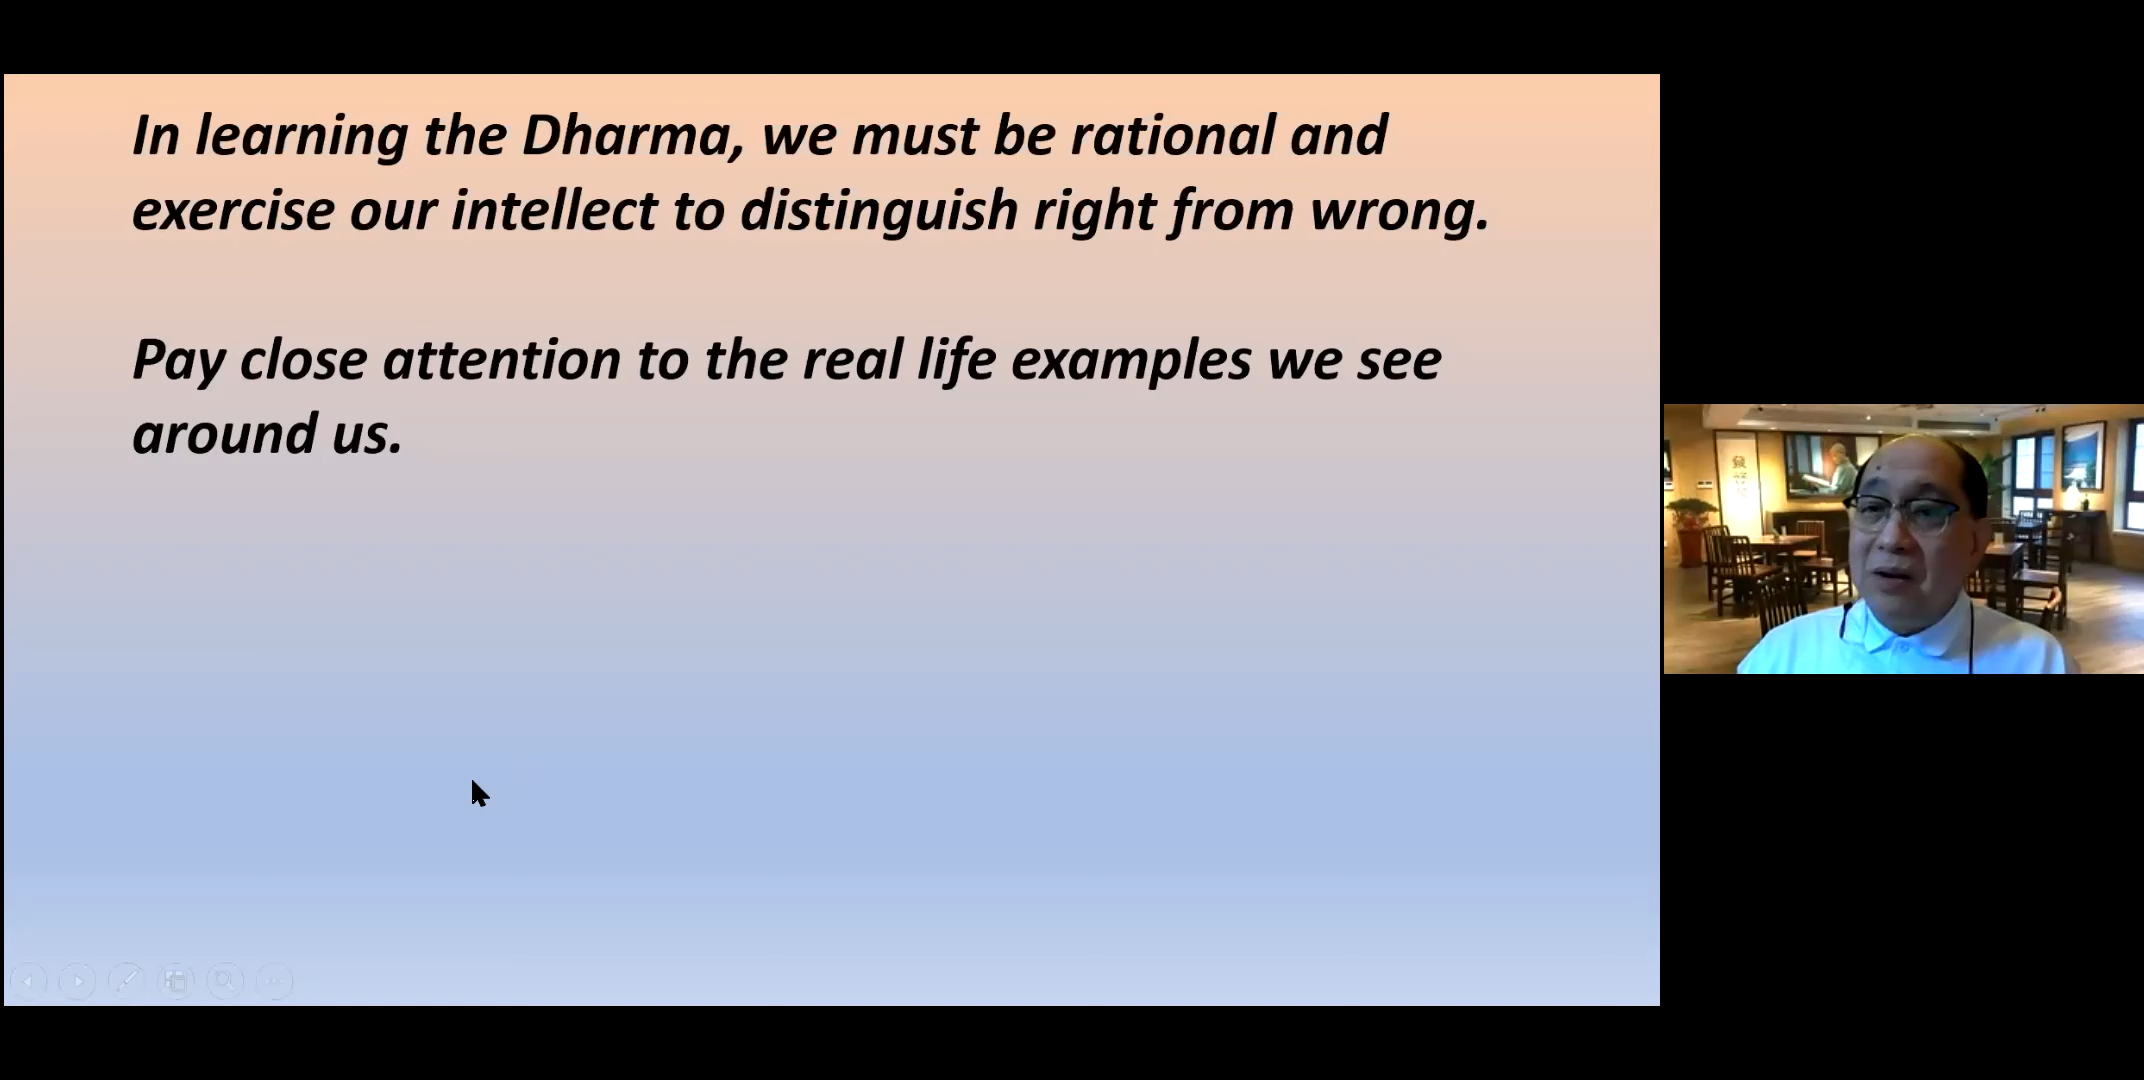 In learning the Dharma, we must be rational and
exercise our intellect to distinguish right from wrong.
Pay close attention to the real life examples we see
around us.